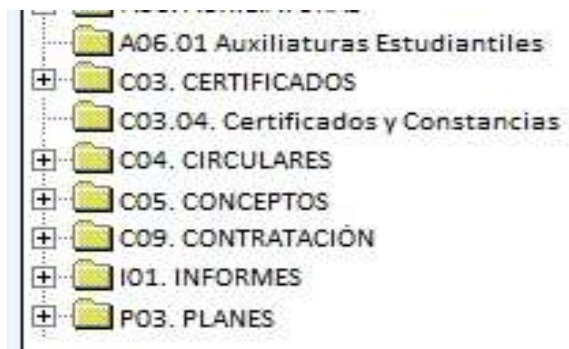 A06.01 Auxiliaturas Estudiantiles
C03. CERTIFICADOS
C03.04. Certificados y Constancias
C04. CIRCULARES
C05. CONCEPTOS
C09. CONTRATACIÓN
I01. INFORMES
P03. PLANES